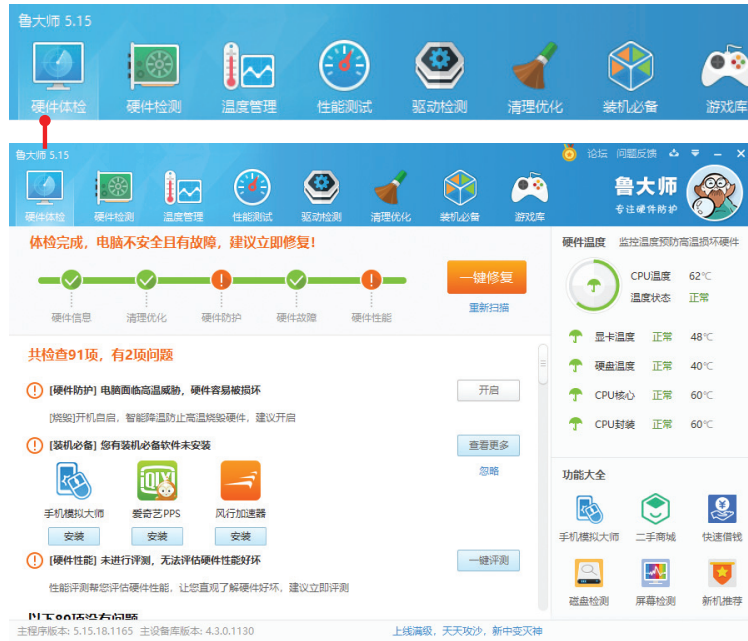 鲁大师 5.15
硬件体检 硬件检测 温度管理 性能测试 驱动检测 清理优化 装机必备 游戏库
鲁大师 5.15
论坛 问题反馈
硬件体检 硬件检测 温度管理 性能测试 驱动检测 清理优化 装机必备 游戏库
鲁大师
专注硬件防护
体检完成，电脑不安全且有故障，建议立即修复！
硬件信息 清理优化 硬件防护 硬件故障 硬件性能
一键修复
重新扫描
共检查91项，有2项问题
[硬件防护] 电脑面临高温威胁，硬件容易被损坏
开启
[烧毁]开机自启，智能降温防止高温烧毁硬件，建议开启
[装机必备] 您有装机必备软件未安装
查看更多
忽略
iQIYI
手机模拟大师 爱奇艺PPS 风行加速器
安装 安装 安装
[硬件性能] 未进行评测，无法评估硬件性能好坏
一键评测
性能评测帮您评估硬件性能，让您直观了解硬件好坏，建议立即评测
以下89项没有问题
硬件温度 监控温度预防高温损坏硬件
CPU温度 62℃
温度状态 正常
显卡温度 正常 48℃
硬盘温度 正常 40℃
CPU核心 正常 60℃
CPU封装 正常 60℃
功能大全
手机模拟大师 二手商城 快速借钱
磁盘检测 屏幕检测 新机推荐
主程序版本: 5.15.18.1165 主设备库版本: 4.3.0.1130
上线满级，天天攻沙，新中变灭神